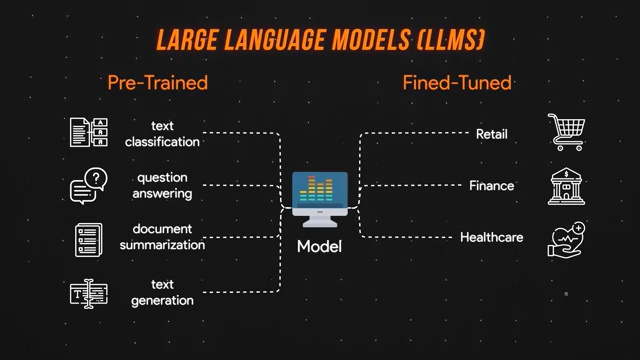 LARGE LANGUAGE MODELS (LLMS)
Pre-Trained
Fined-Tuned
text
classification
question
answering
document
summarization
text
generation
Model
Retail
Finance
Healthcare